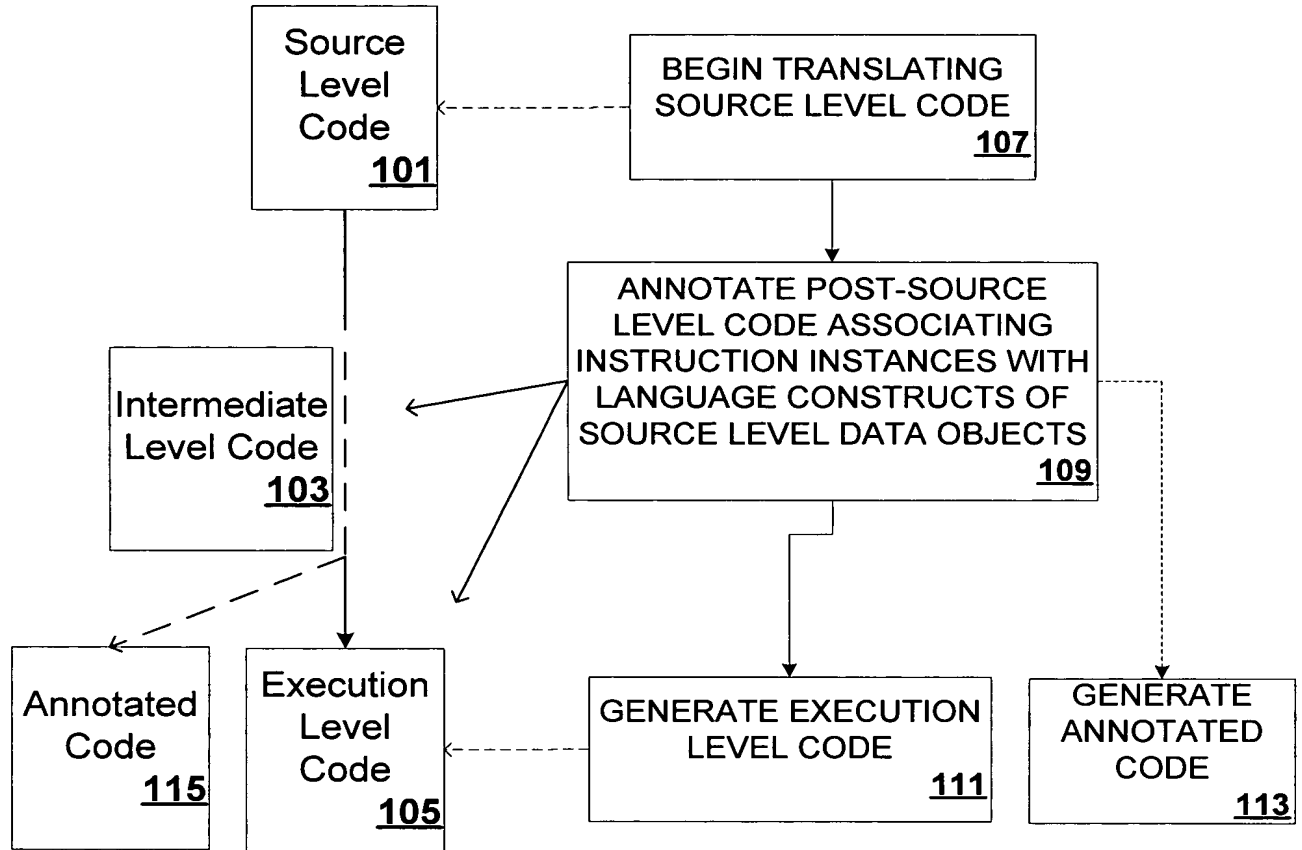 Source
Level
Code
101
BEGIN TRANSLATING
SOURCE LEVEL CODE
107
ANNOTATE POST-SOURCE
LEVEL CODE ASSOCIATING
INSTRUCTION INSTANCES WITH
LANGUAGE CONSTRUCTS OF
SOURCE LEVEL DATA OBJECTS
109
Intermediate
Level Code
103
Annotated
Code
115
Execution
Level
Code
105
GENERATE EXECUTION
LEVEL CODE
111
GENERATE
ANNOTATED
CODE
113